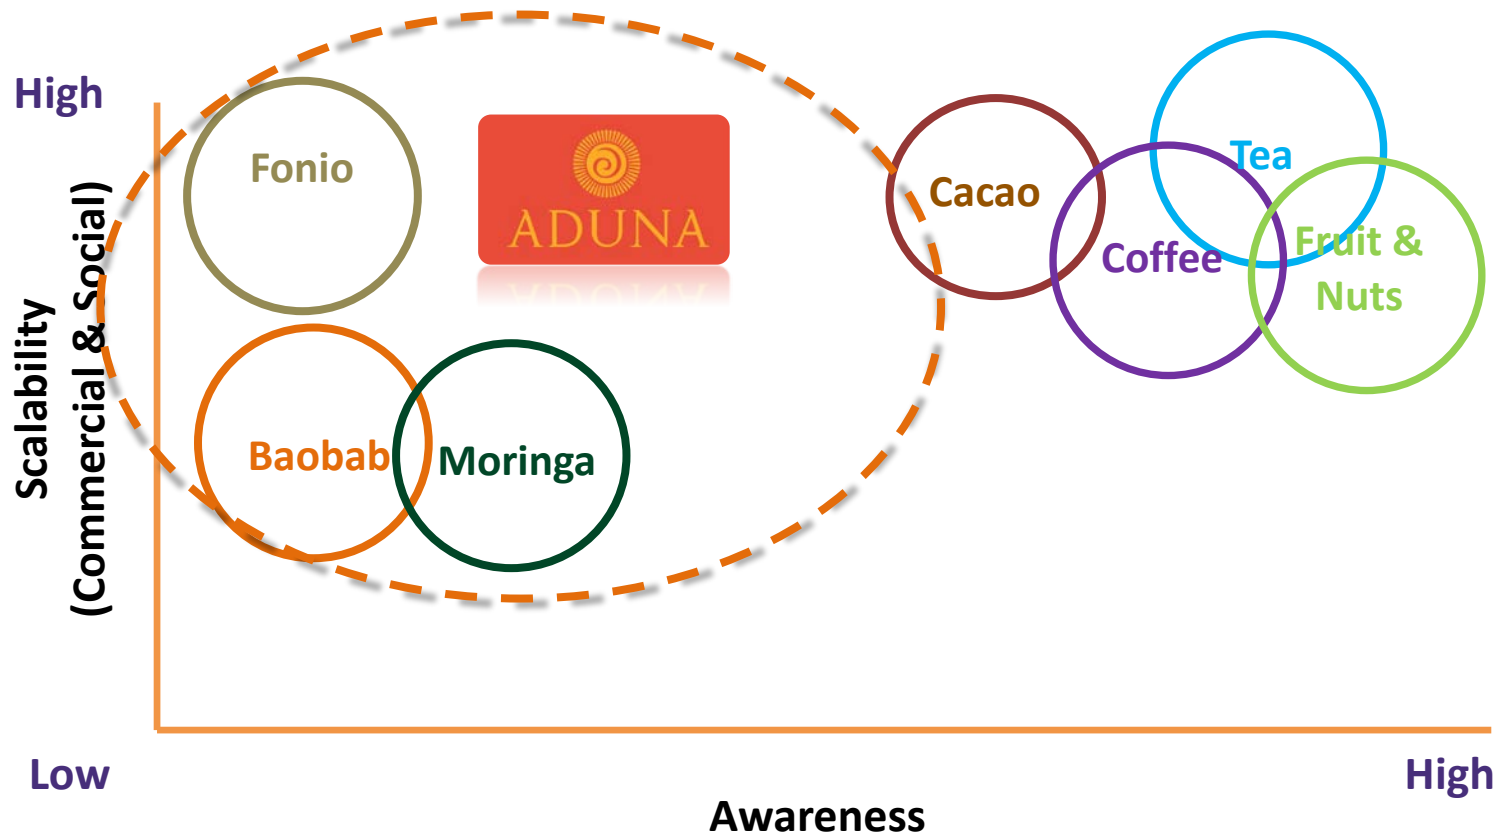 High
Fonio
ADUNA
Cacao
Tea
Coffee
Fruit &
Nuts
Scalability
(Commercial & Social)
Baobab
Moringa
Low
High
Awareness